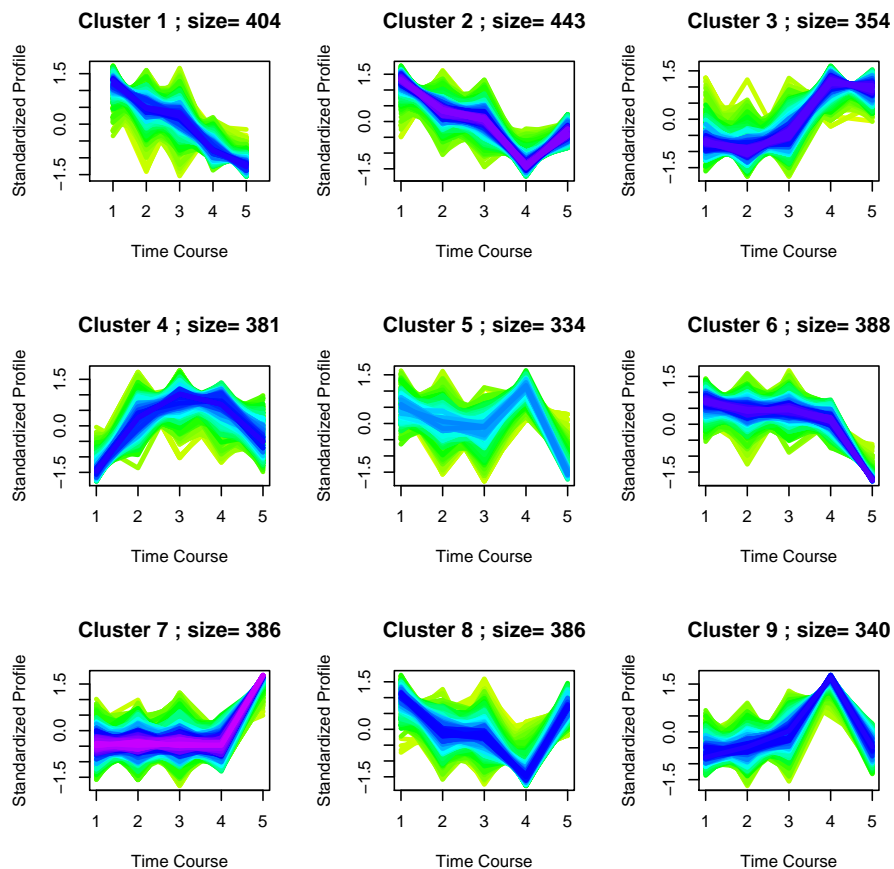 Cluster 1 ; size= 404
Standardized Profile
1.5
0.0
−1.5
1 2 3 4 5
Time Course
Cluster 2 ; size= 443
Standardized Profile
1.5
0.0
−1.5
1 2 3 4 5
Time Course
Cluster 3 ; size= 354
Standardized Profile
1.5
0.0
−1.5
1 2 3 4 5
Time Course
Cluster 4 ; size= 381
Standardized Profile
1.5
0.0
−1.5
1 2 3 4 5
Time Course
Cluster 5 ; size= 334
Standardized Profile
1.5
0.0
−1.5
1 2 3 4 5
Time Course
Cluster 6 ; size= 388
Standardized Profile
1.5
0.0
−1.5
1 2 3 4 5
Time Course
Cluster 7 ; size= 386
Standardized Profile
1.5
0.0
−1.5
1 2 3 4 5
Time Course
Cluster 8 ; size= 386
Standardized Profile
1.5
0.0
−1.5
1 2 3 4 5
Time Course
Cluster 9 ; size= 340
Standardized Profile
1.5
0.0
−1.5
1 2 3 4 5
Time Course